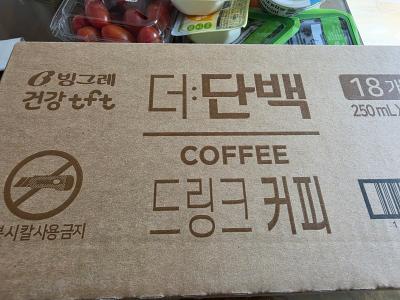 빙그레
건강 tft
더:단백
COFFEE
드링크 커피
18개
250mL
사용금지